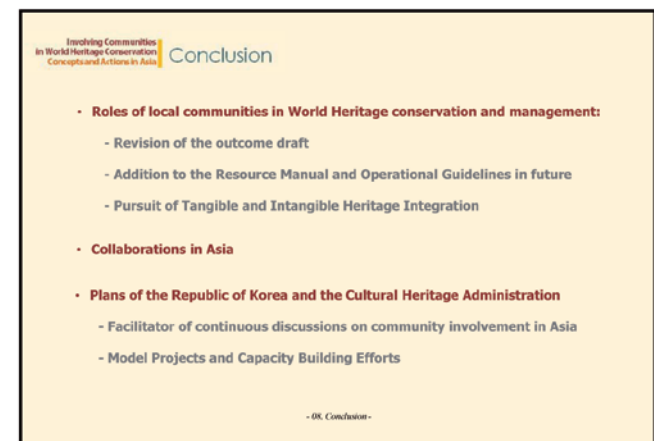 Involving Communities
in World Heritage Conservation
Concepts and Actions in Asia
Conclusion
· Roles of local communities in World Heritage conservation and management:
- Revision of the outcome draft
- Addition to the Resource Manual and Operational Guidelines in future
- Pursuit of Tangible and Intangible Heritage Integration
· Collaborations in Asia
· Plans of the Republic of Korea and the Cultural Heritage Administration
- Facilitator of continuous discussions on community involvement in Asia
- Model Projects and Capacity Building Efforts
- 08. Conclusion -